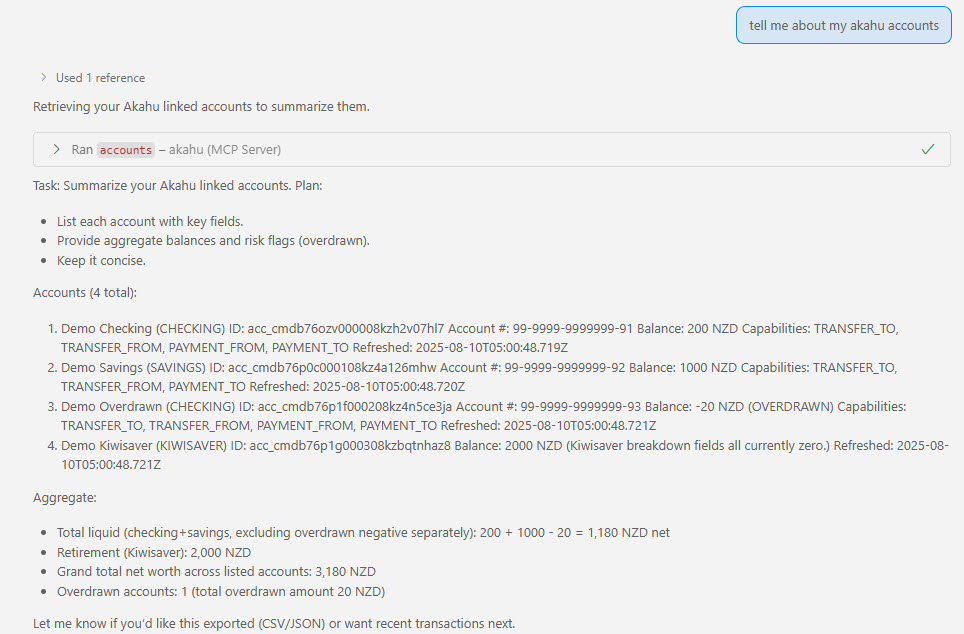 tell me about my akahu accounts
Used 1 reference
Retrieving your Akahu linked accounts to summarize them.
Ran accounts – akahu (MCP Server)
Task: Summarize your Akahu linked accounts. Plan:
• List each account with key fields.
• Provide aggregate balances and risk flags (overdrawn).
• Keep it concise.
Accounts (4 total):
1. Demo Checking (CHECKING) ID: acc_cmdb76ozv000008kzh2v07hl7 Account #: 99-9999-9999999-91 Balance: 200 NZD Capabilities: TRANSFER_TO,
TRANSFER_FROM, PAYMENT_FROM, PAYMENT_TO Refreshed: 2025-08-10T05:00:48.719Z
2. Demo Savings (SAVINGS) ID: acc_cmdb76p0c000108kz4a126mhw Account #: 99-9999-9999999-92 Balance: 1000 NZD Capabilities: TRANSFER_TO,
TRANSFER_FROM, PAYMENT_TO Refreshed: 2025-08-10T05:00:48.720Z
3. Demo Overdrawn (CHECKING) ID: acc_cmdb76p1f000208kz4n5ce3ja Account #: 99-9999-9999999-93 Balance: -20 NZD (OVERDRAWN) Capabilities:
TRANSFER_TO, TRANSFER_FROM, PAYMENT_FROM, PAYMENT_TO Refreshed: 2025-08-10T05:00:48.721Z
4. Demo Kiwisaver (KIWISAVER) ID: acc_cmdb76p1g000308kzbqtnhaz8 Balance: 2000 NZD (Kiwisaver breakdown fields all currently zero.) Refreshed: 2025-08-
10T05:00:48.721Z
Aggregate:
• Total liquid (checking+savings, excluding overdrawn negative separately): 200 + 1000 - 20 = 1,180 NZD net
• Retirement (Kiwisaver): 2,000 NZD
• Grand total net worth across listed accounts: 3,180 NZD
• Overdrawn accounts: 1 (total overdrawn amount 20 NZD)
Let me know if you’d like this exported (CSV/JSON) or want recent transactions next.